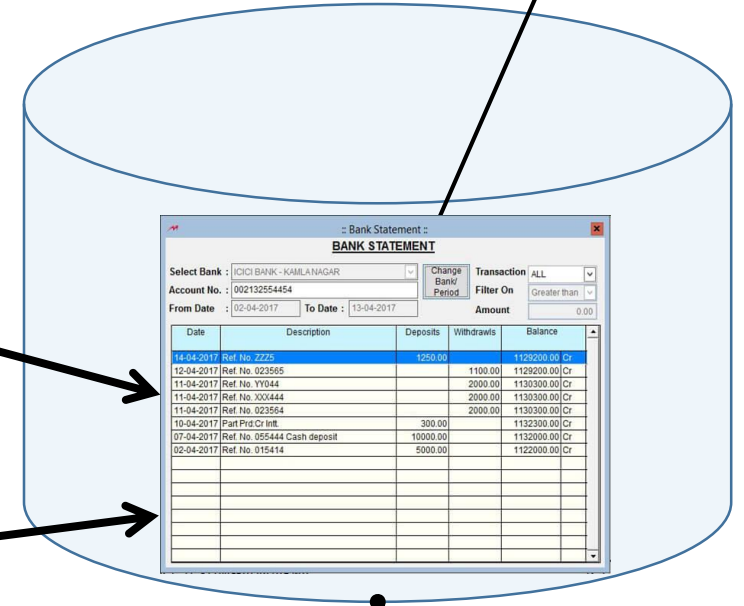 :: Bank Statement ::
BANK STATEMENT
Select Bank : ICICI BANK - KAMLA NAGAR Change Bank/ Period Transaction ALL
Account No. : 002132554454 Filter On Greater than
From Date : 02-04-2017 To Date : 13-04-2017 Amount 0.00
Date Description Deposits Withdrawls Balance
14-04-2017 Ref. No. ZZZ5 1250.00 1129200.00 Cr
12-04-2017 Ref. No. 023565 1100.00 1129200.00 Cr
11-04-2017 Ref. No. YY044 2000.00 1130300.00 Cr
11-04-2017 Ref. No. XXX444 2000.00 1130300.00 Cr
11-04-2017 Ref. No. 023564 2000.00 1130300.00 Cr
10-04-2017 Part Prd:Cr Intt. 300.00 1132300.00 Cr
07-04-2017 Ref. No. 055444 Cash deposit 10000.00 1132000.00 Cr
02-04-2017 Ref. No. 015414 5000.00 1122000.00 Cr